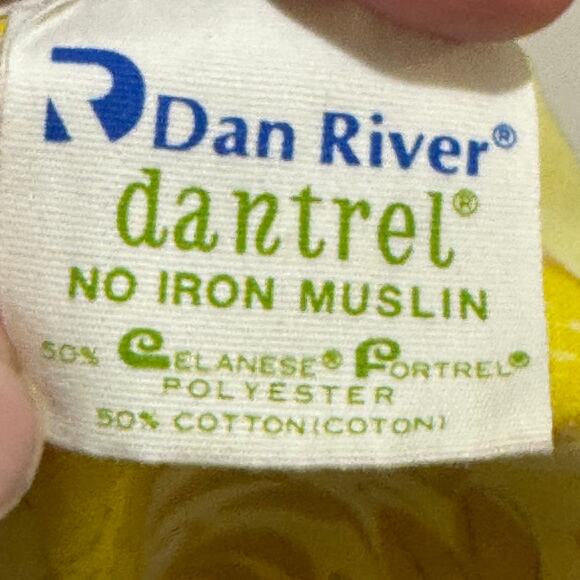 Dan River®
dantrel®
NO IRON MUSLIN
50% CELANESE® FORTREL®
POLYESTER
50% COTTON(COTON)